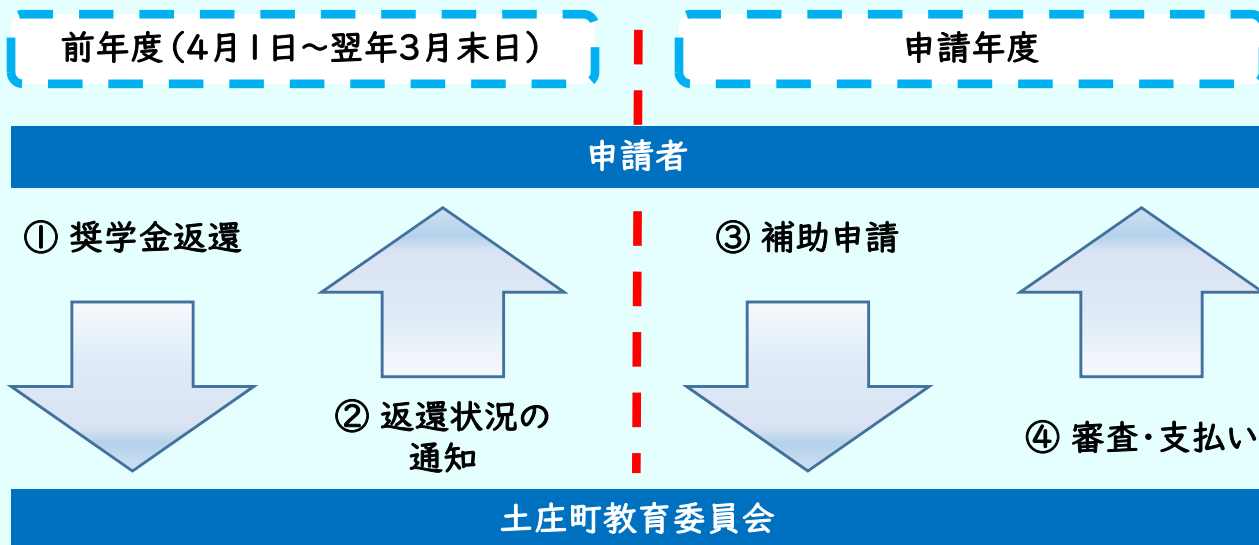 前年度(4月1日～翌年3月末日)
申請年度
申請者
① 奨学金返還
② 返還状況の
通知
③ 補助申請
④ 審査・支払い
土庄町教育委員会